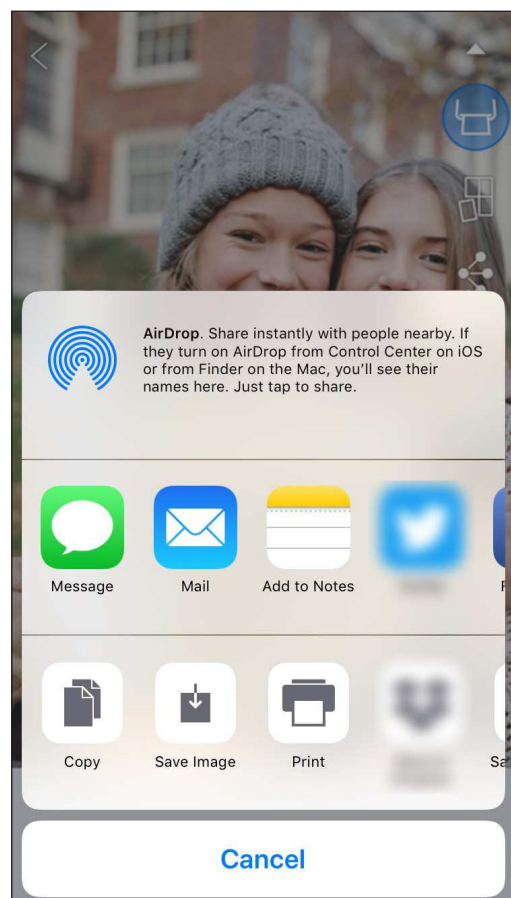 AirDrop. Share instantly with people nearby. If
they turn on AirDrop from Control Center on iOS
or from Finder on the Mac, you’ll see their
names here. Just tap to share.
Message
Mail
Add to Notes
Copy
Save Image
Print
Cancel